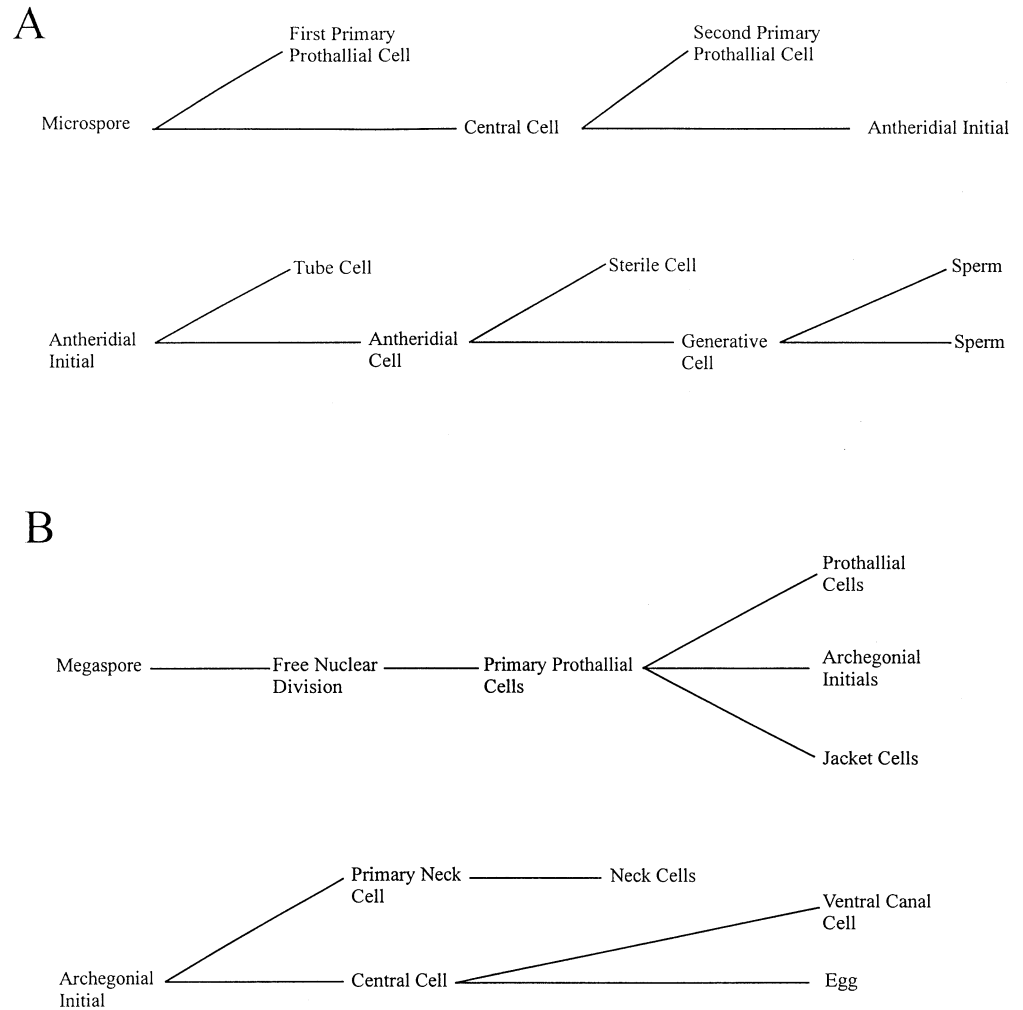 A
First Primary
Prothallial Cell
Second Primary
Prothallial Cell
Microspore
Central Cell
Antheridial Initial
Tube Cell
Sterile Cell
Sperm
Antheridial
Initial
Antheridial
Cell
Generative
Cell
Sperm
B
Prothallial
Cells
Megaspore
Free Nuclear
Division
Primary Prothallial
Cells
Archegonial
Initials
Jacket Cells
Primary Neck
Cell
Neck Cells
Ventral Canal
Cell
Archegonial
Initial
Central Cell
Egg